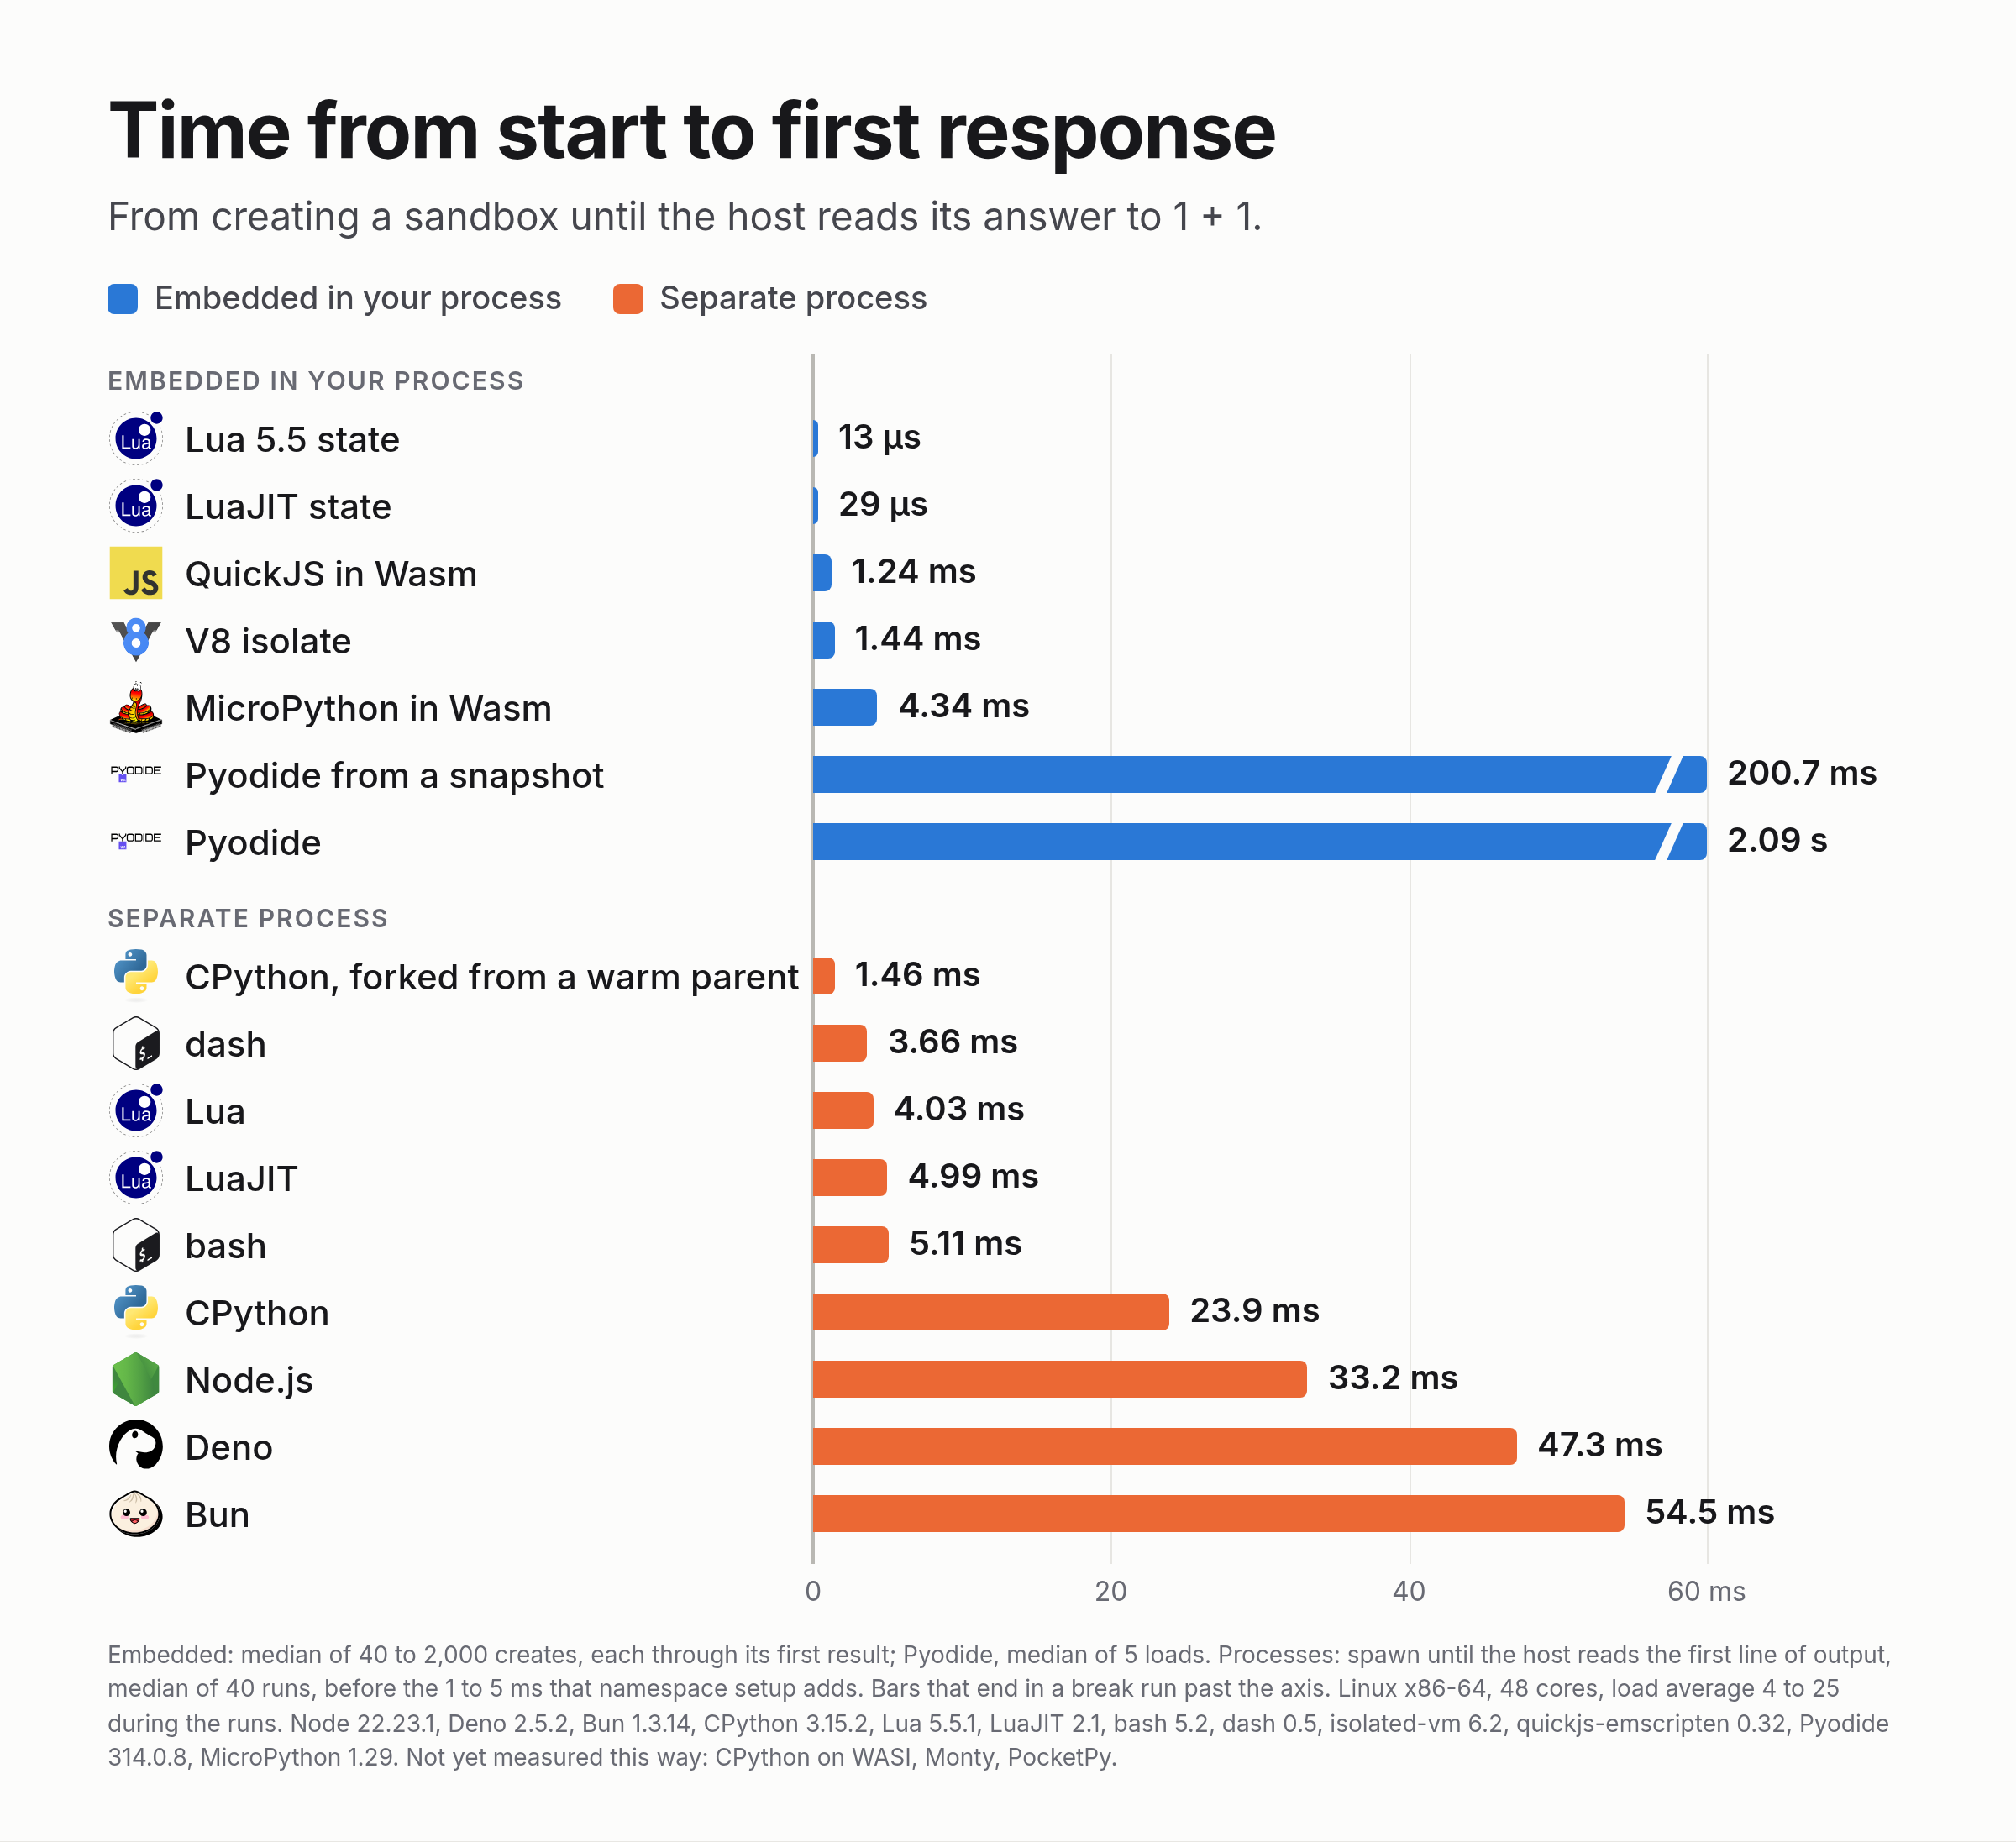 Time from start to first response
From creating a sandbox until the host reads its answer to 1 + 1.
Embedded in your process Separate process
EMBEDDED IN YOUR PROCESS
Lua Lua 5.5 state 13 µs
Lua LuaJIT state 29 µs
JS QuickJS in Wasm 1.24 ms
V8 isolate 1.44 ms
MicroPython in Wasm 4.34 ms
PYODIDE Pyodide from a snapshot 200.7 ms
PYODIDE Pyodide 2.09 s
SEPARATE PROCESS
CPython, forked from a warm parent 1.46 ms
$_ dash 3.66 ms
Lua Lua 4.03 ms
Lua LuaJIT 4.99 ms
$_ bash 5.11 ms
CPython 23.9 ms
Node.js 33.2 ms
Deno 47.3 ms
Bun 54.5 ms
0 20 40 60 ms
Embedded: median of 40 to 2,000 creates, each through its first result; Pyodide, median of 5 loads. Processes: spawn until the host reads the first line of output,
median of 40 runs, before the 1 to 5 ms that namespace setup adds. Bars that end in a break run past the axis. Linux x86-64, 48 cores, load average 4 to 25
during the runs. Node 22.23.1, Deno 2.5.2, Bun 1.3.14, CPython 3.15.2, Lua 5.5.1, LuaJIT 2.1, bash 5.2, dash 0.5, isolated-vm 6.2, quickjs-emscripten 0.32, Pyodide
314.0.8, MicroPython 1.29. Not yet measured this way: CPython on WASI, Monty, PocketPy.